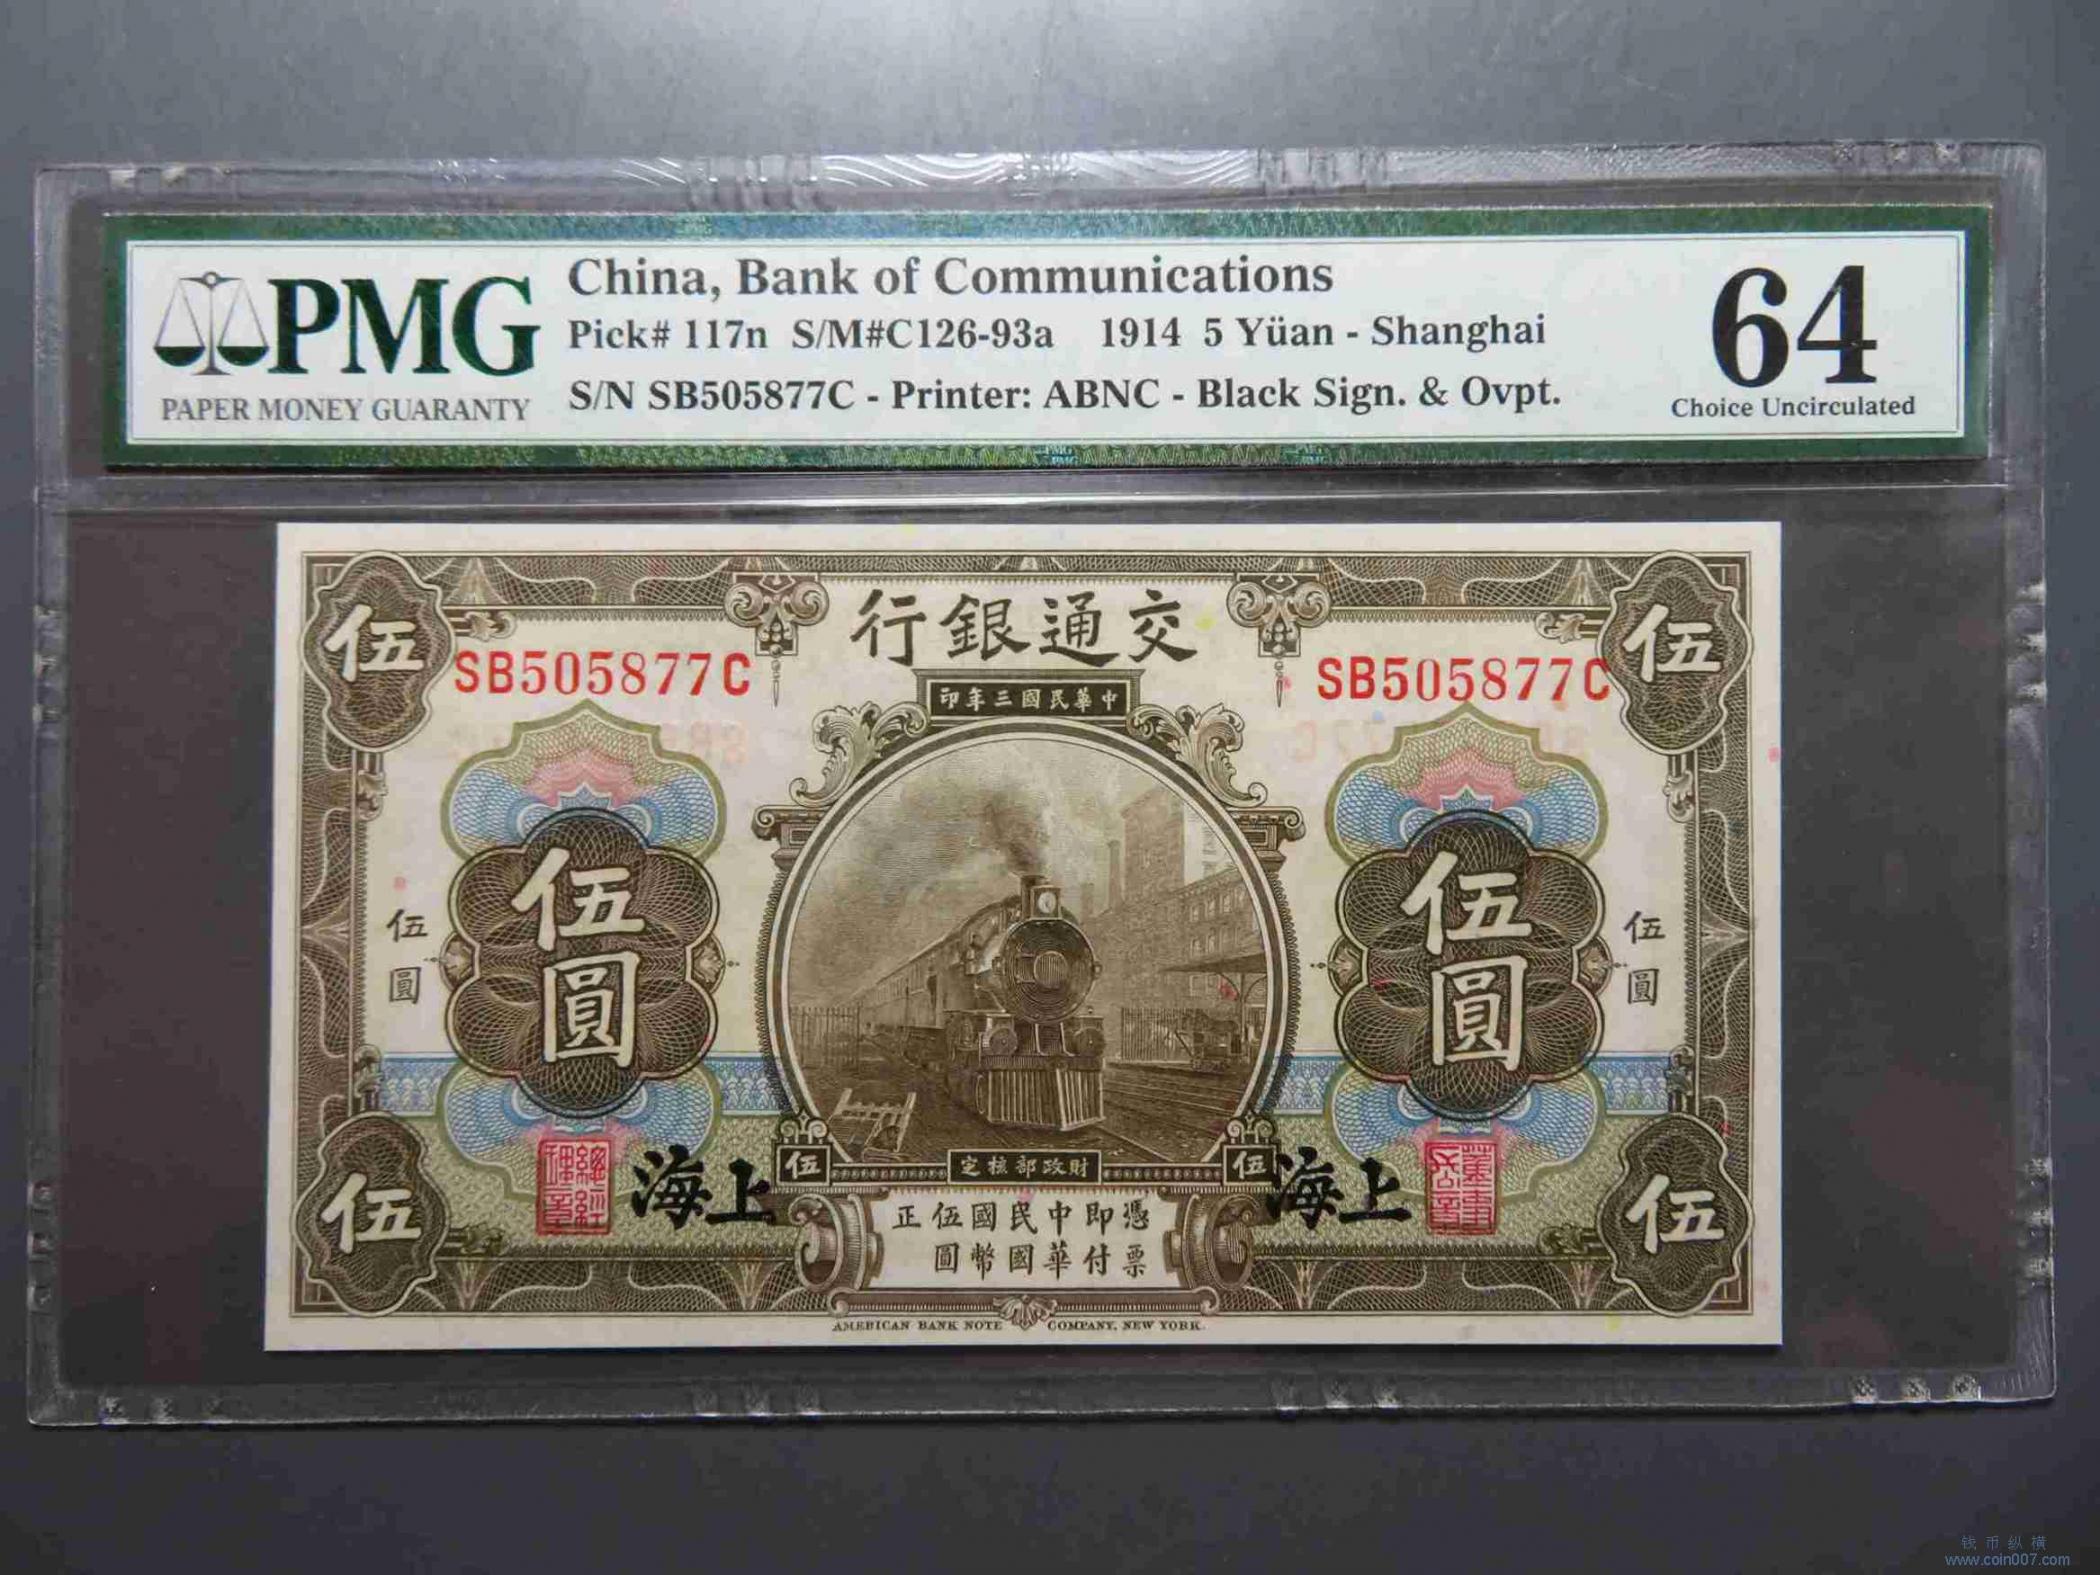 PMG
PAPER MONEY GUARANTY
China, Bank of Communications
Pick# 117n S/M#C126-93a 1914 5 Yüan - Shanghai
S/N SB505877C - Printer: ABNC - Black Sign. & Ovpt.
64
Choice Uncirculated
行銀通交
伍
伍
SB505877C
SB505877C
印年三國民華中
伍圓
伍圓
伍圓
伍圓
海上
海上
伍
伍
定核部政財
正伍國民中即憑
圓幣國華付票
伍
伍
AMERICAN BANK NOTE COMPANY, NEW YORK.
钱币纵横
www.coin007.com